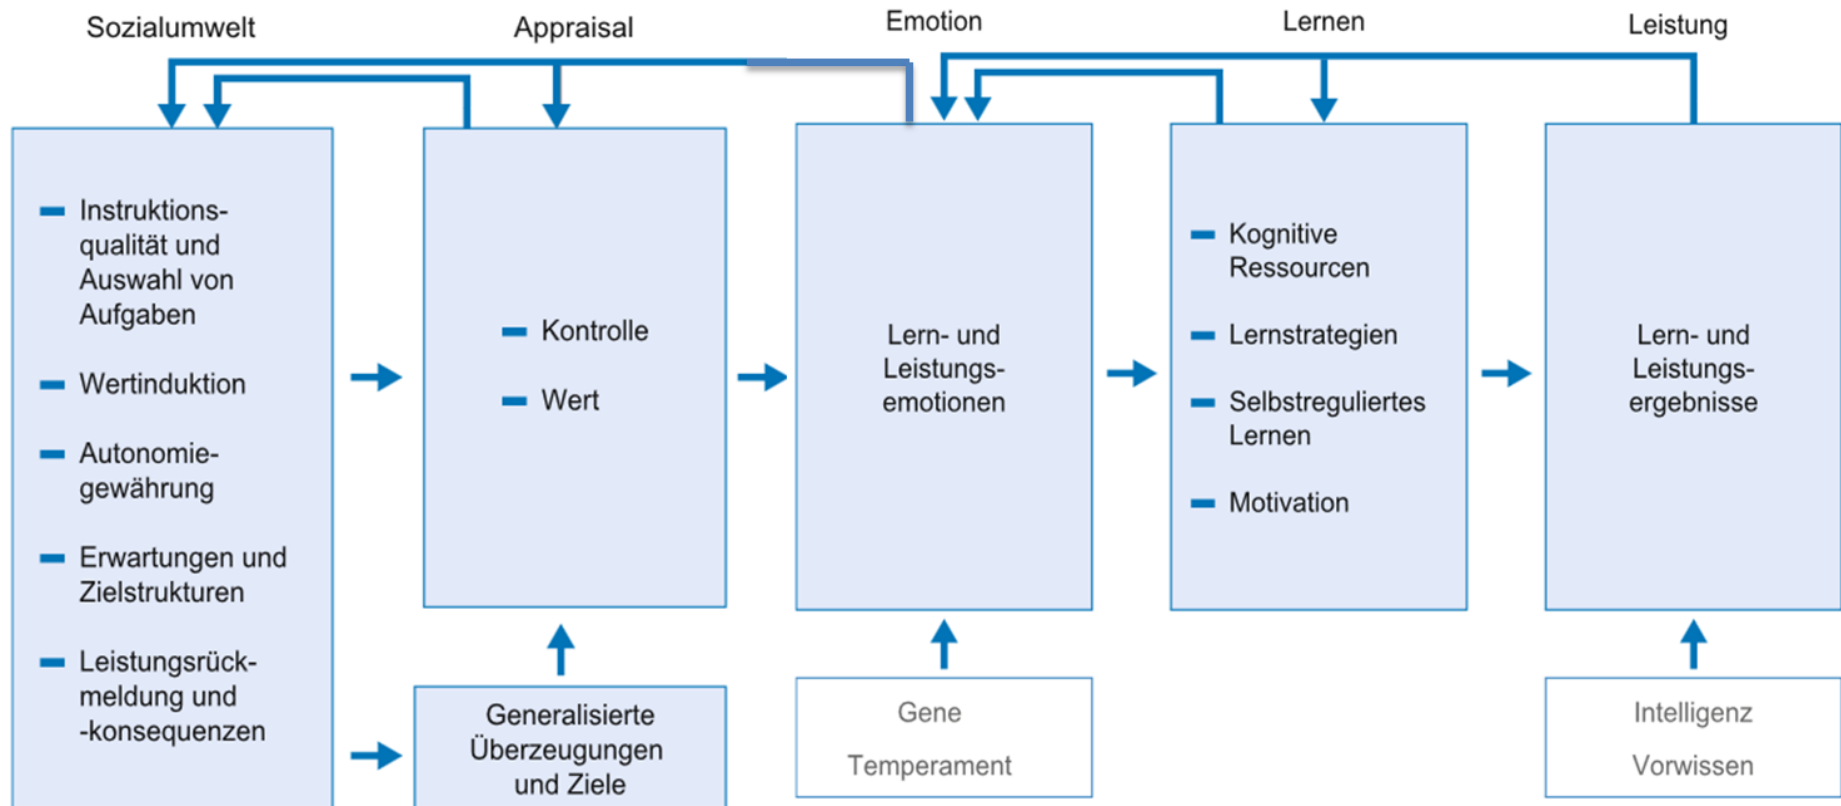 Sozialumwelt
Appraisal
Emotion
Lernen
Leistung
Instruktions-
qualität und
Auswahl von
Aufgaben
Wertinduktion
Autonomie-
gewährung
Erwartungen und
Zielstrukturen
Leistungsrück-
meldung und
-konsequenzen
Kontrolle
Wert
Generalisierte
Überzeugungen
und Ziele
Lern- und
Leistungs-
emotionen
Gene
Temperament
Kognitive
Ressourcen
Lernstrategien
Selbstreguliertes
Lernen
Motivation
Lern- und
Leistungs-
ergebnisse
Intelligenz
Vorwissen